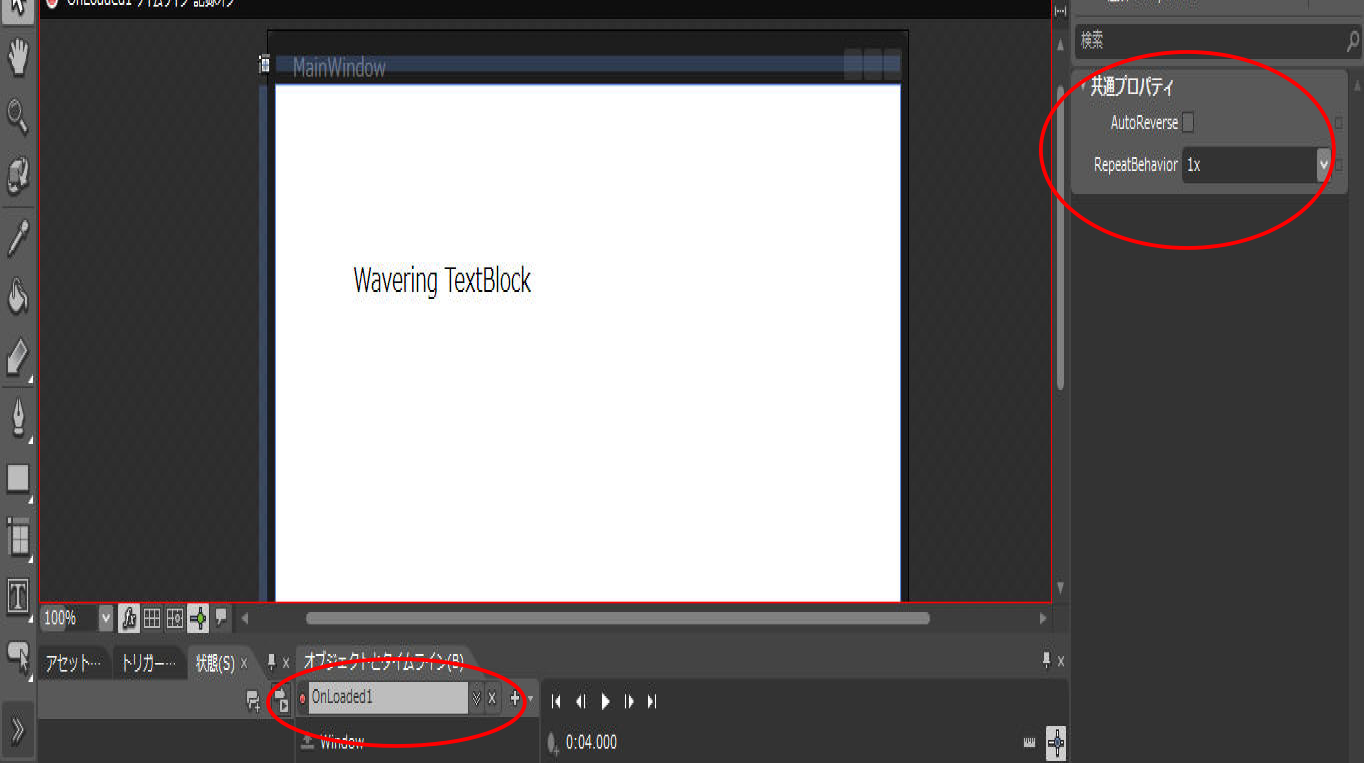 OnLoaded1 タイムライン 記録オン
検索
MainWindow
共通プロパティ
AutoReverse
RepeatBehavior 1x
Wavering TextBlock
100%
アセット… トリガー… 状態(S) × オブジェクトとタイムライン(B)
OnLoaded1
Window 0:04.000